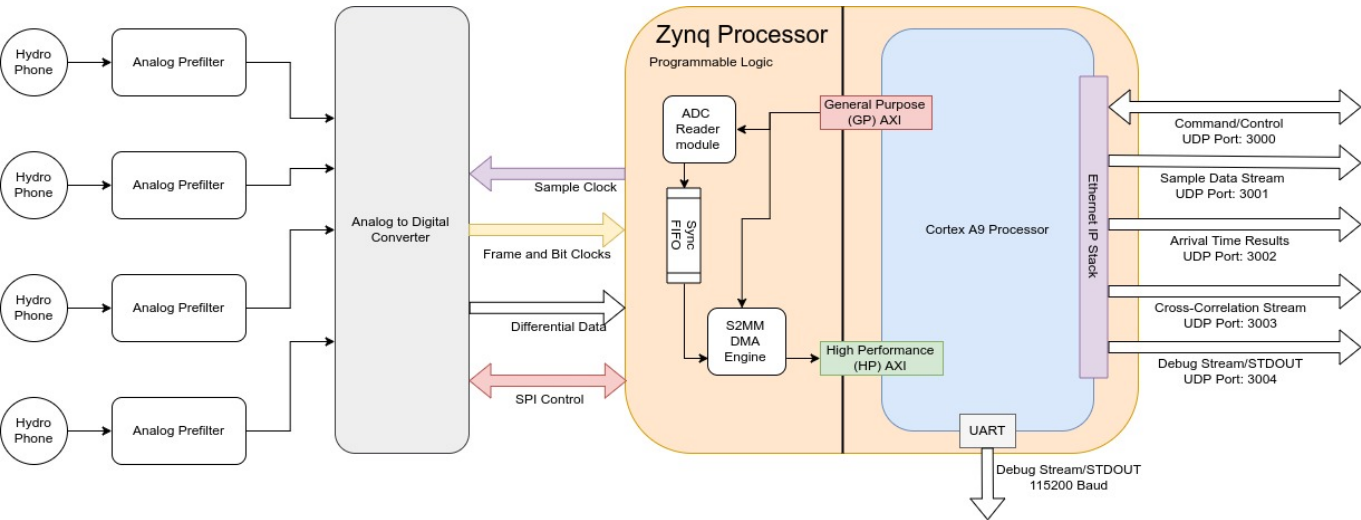 Hydro
Phone
Analog Prefilter
Hydro
Phone
Analog Prefilter
Hydro
Phone
Analog Prefilter
Hydro
Phone
Analog Prefilter
Analog to Digital
Converter
Sample Clock
Frame and Bit Clocks
Differential Data
SPI Control
Zynq Processor
Programmable Logic
ADC
Reader
module
Sync
FIFO
S2MM
DMA
Engine
General Purpose
(GP) AXI
High Performance
(HP) AXI
Cortex A9 Processor
Ethernet IP Stack
UART
Command/Control
UDP Port: 3000
Sample Data Stream
UDP Port: 3001
Arrival Time Results
UDP Port: 3002
Cross-Correlation Stream
UDP Port: 3003
Debug Stream/STDOUT
UDP Port: 3004
Debug Stream/STDOUT
115200 Baud